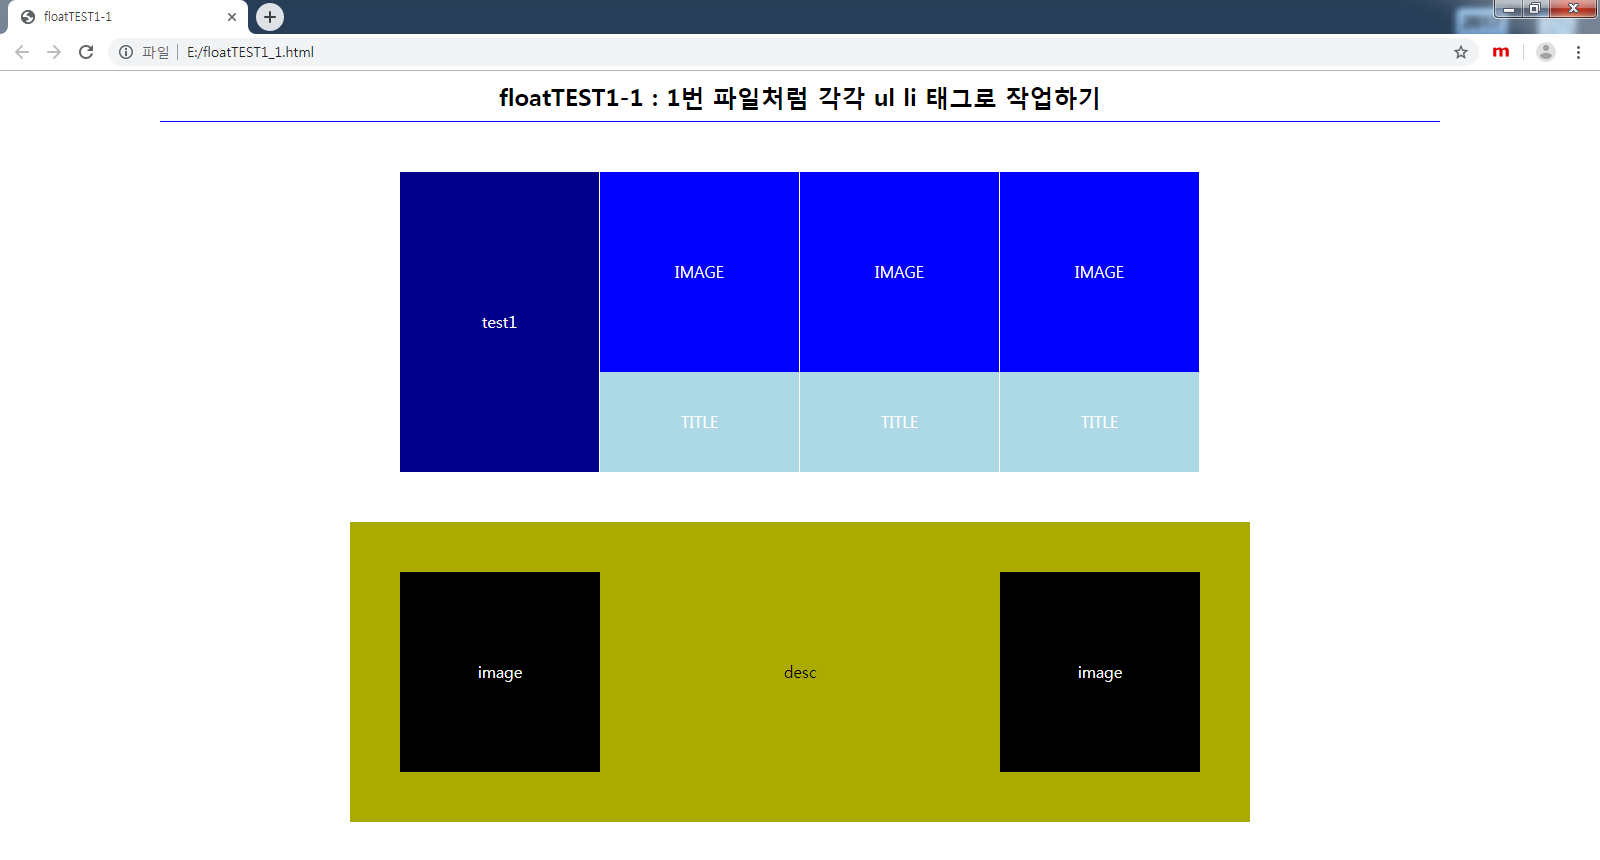 floatTEST1-1
파일 E:/floatTEST1_1.html
m
floatTEST1-1 : 1번 파일처럼 각각 ul li 태그로 작업하기
IMAGE IMAGE IMAGE
test1
TITLE TITLE TITLE
image desc image